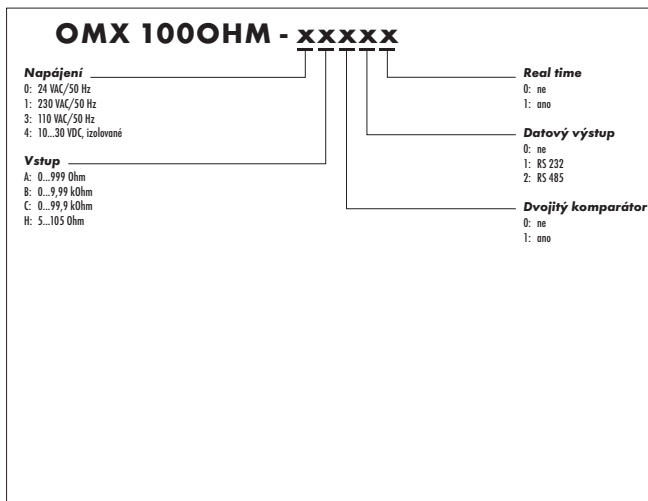 OMX 100OHM - xxxxx
Napájení
0: 24 VAC/50 Hz
1: 230 VAC/50 Hz
3: 110 VAC/50 Hz
4: 10...30 VDC, izolované
Vstup
A: 0...999 Ohm
B: 0...9,99 kOhm
C: 0...99,9 kOhm
H: 5...105 Ohm
Real time
0: ne
1: ano
Datový výstup
0: ne
1: RS 232
2: RS 485
Dvojitý komparátor
0: ne
1: ano